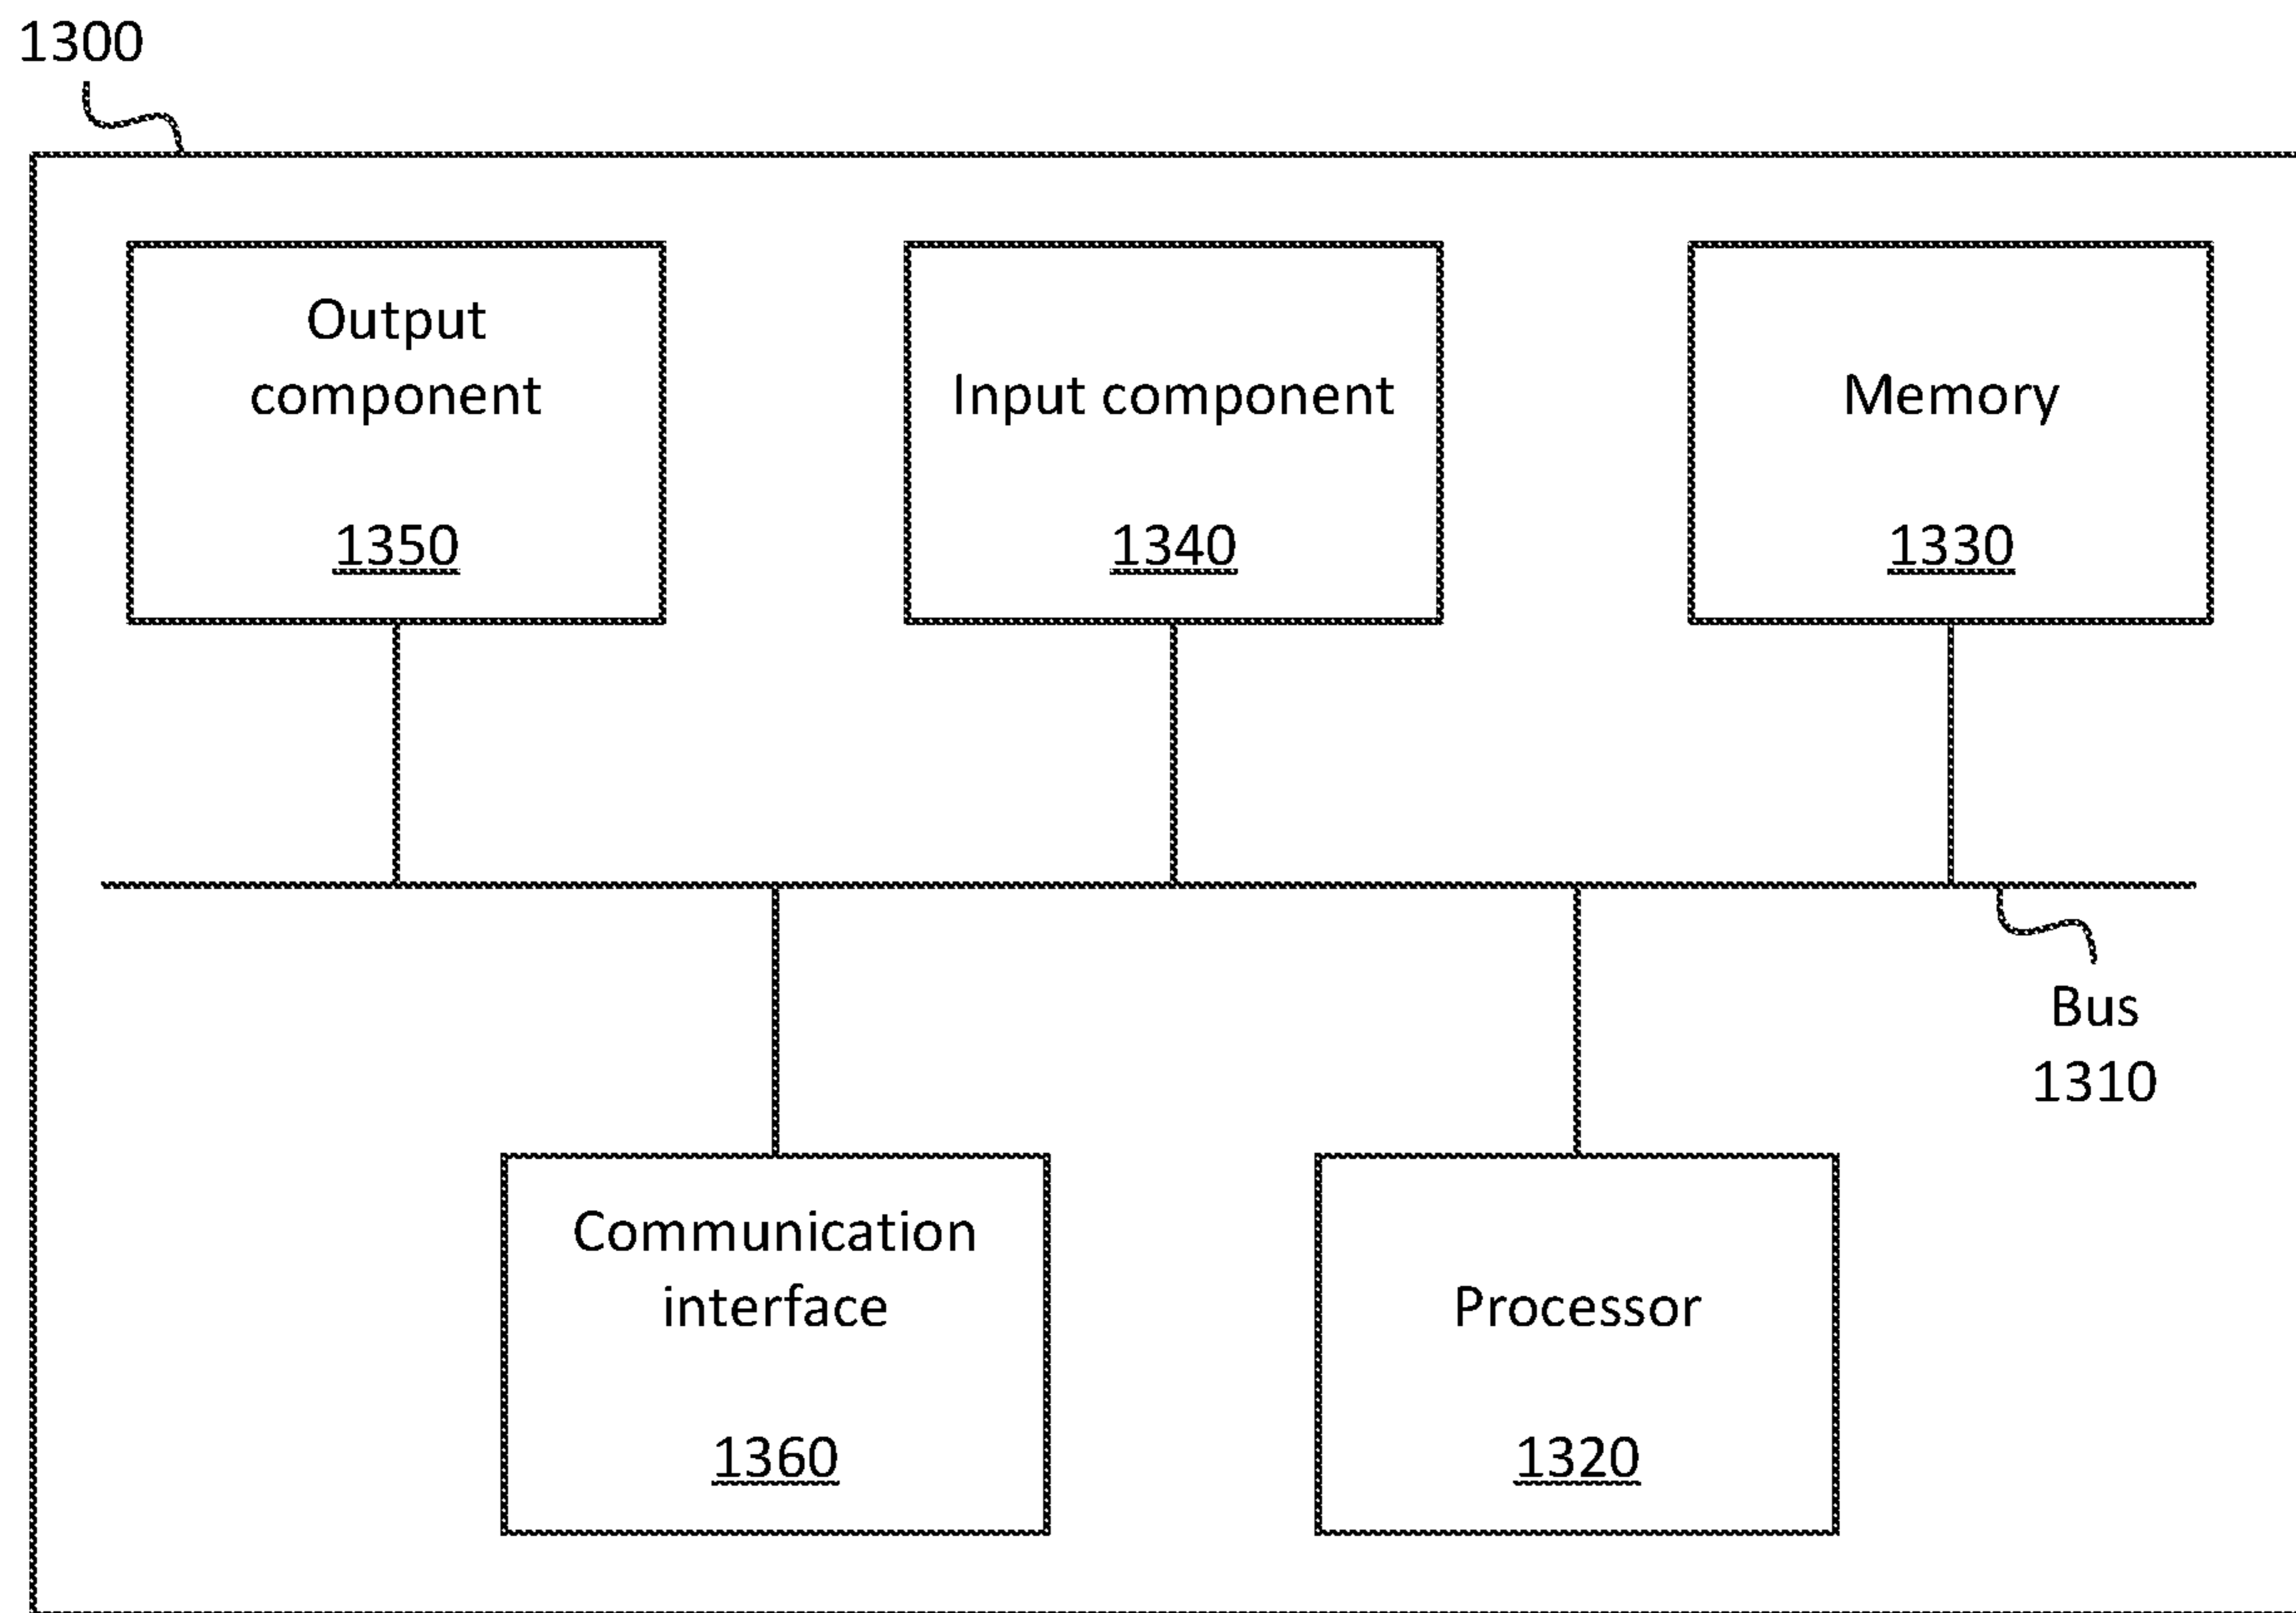 1300
Output
component
1350
Input component
1340
Memory
1330
Bus
1310
Communication
interface
1360
Processor
1320